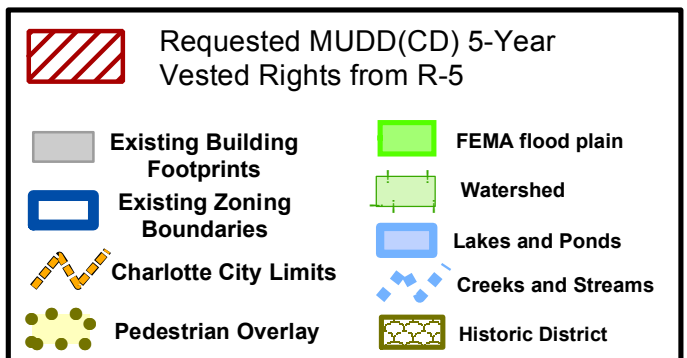 Requested MUDD(CD) 5-Year
Vested Rights from R-5
Existing Building
Footprints
Existing Zoning
Boundaries
Charlotte City Limits
Pedestrian Overlay
FEMA flood plain
Watershed
Lakes and Ponds
Creeks and Streams
Historic District